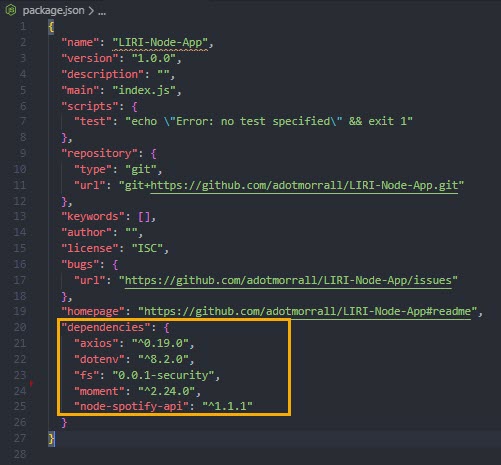 package.json > ...
1 {
2 "name": "LIRI-Node-App",
3 "version": "1.0.0",
4 "description": "",
5 "main": "index.js",
6 "scripts": {
7 "test": "echo \"Error: no test specified\" && exit 1"
8 },
9 "repository": {
10 "type": "git",
11 "url": "git+https://github.com/adotmorrall/LIRI-Node-App.git"
12 },
13 "keywords": [],
14 "author": "",
15 "license": "ISC",
16 "bugs": {
17 "url": "https://github.com/adotmorrall/LIRI-Node-App/issues"
18 },
19 "homepage": "https://github.com/adotmorrall/LIRI-Node-App#readme",
20 "dependencies": {
21 "axios": "^0.19.0",
22 "dotenv": "^8.2.0",
23 "fs": "0.0.1-security",
24 "moment": "^2.24.0",
25 "node-spotify-api": "^1.1.1"
26 }
27 }